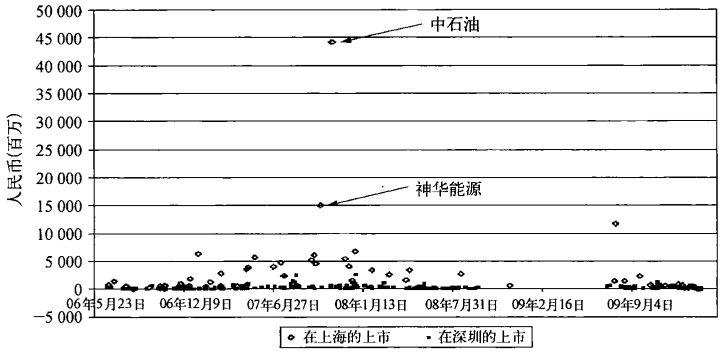 50 000
45 000
40 000
35 000
30 000
25 000
20 000
15 000
10 000
5 000
0
−5 000
人民币(百万)
中石油
神华能源
06年5月23日 06年12月9日 07年6月27日 08年1月13日 08年7月31日 09年2月16日 09年9月4日
在上海的上市 在深圳的上市